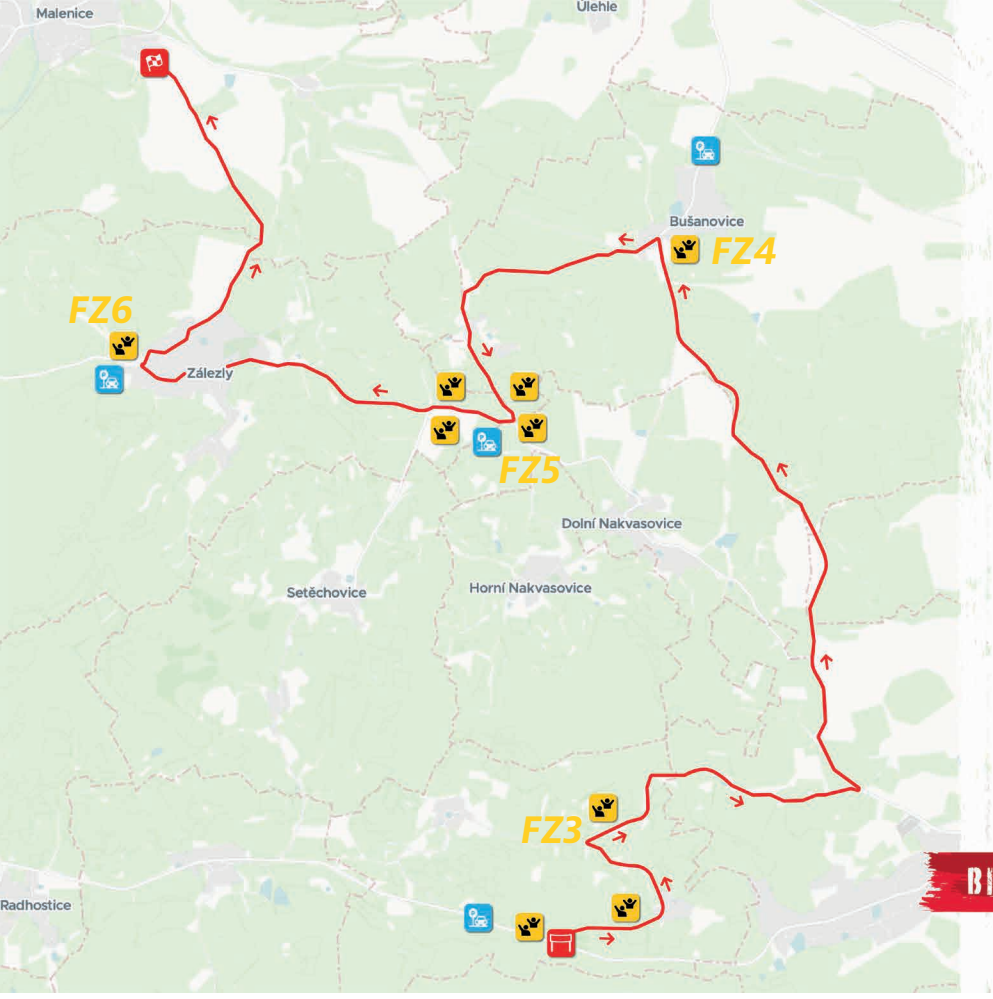 Malenice
Úlehle
Bušanovice
FZ4
FZ6
Zálezly
FZ5
Dolní Nakvasovice
Setěchovice
Horní Nakvasovice
FZ3
Radhostice